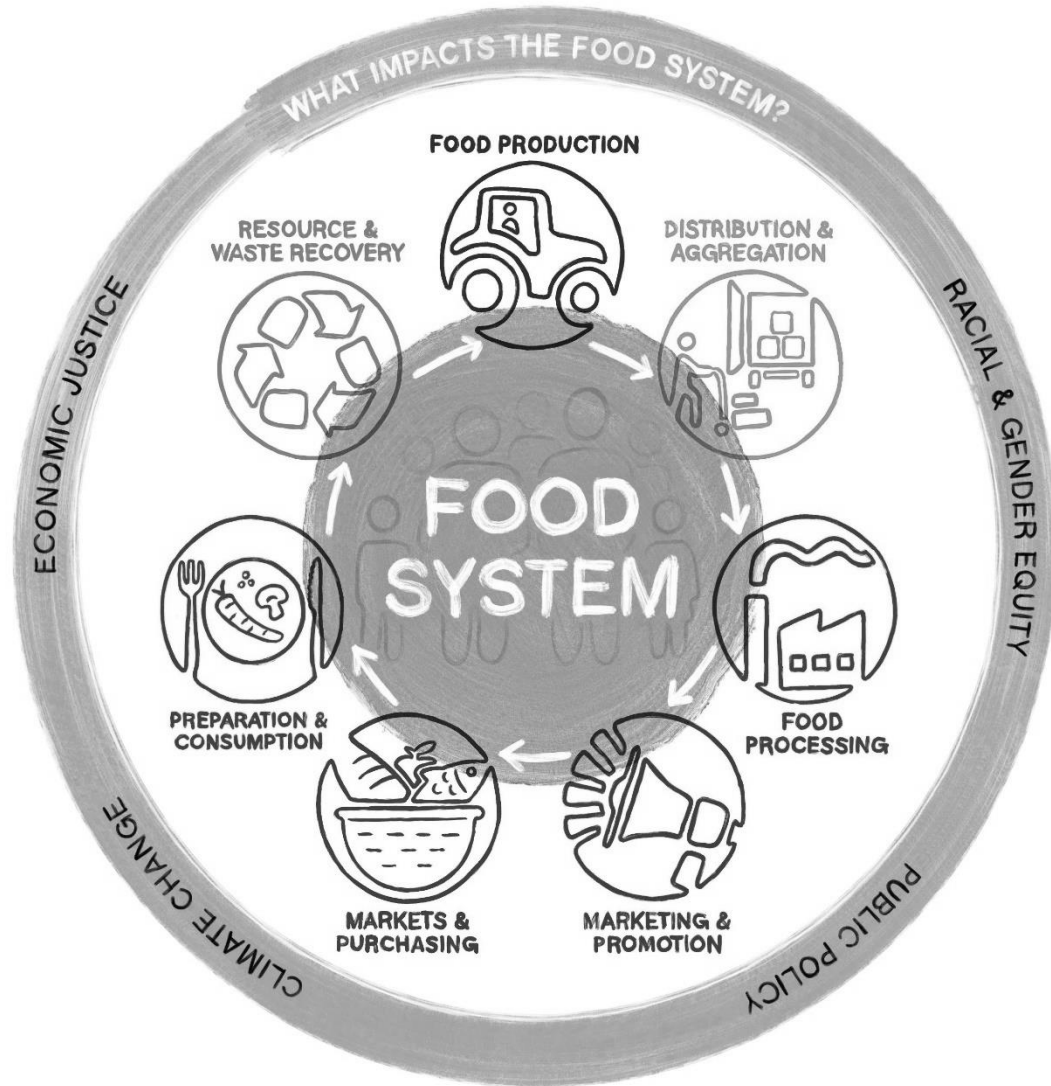 WHAT IMPACTS THE FOOD SYSTEM?
FOOD PRODUCTION
RESOURCE &
WASTE RECOVERY
DISTRIBUTION &
AGGREGATION
ECONOMIC JUSTICE
RACIAL & GENDER EQUITY
FOOD
SYSTEM
PREPARATION &
CONSUMPTION
FOOD
PROCESSING
MARKETS &
PURCHASING
MARKETING &
PROMOTION
CLIMATE CHANGE
PUBLIC POLICY